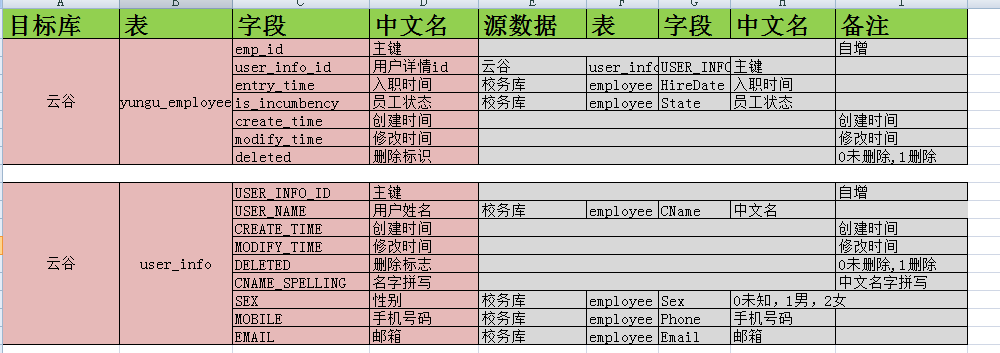 A B C D E F G H I
目标库 表 字段 中文名 源数据 表 字段 中文名 备注
emp_id 主键 自增
user_info_id 用户详情id 云谷 user_info USER_INFO 主键
entry_time 入职时间 校务库 employee HireDate 入职时间
云谷 yungu_employee is_incumbency 员工状态 校务库 employee State 员工状态
create_time 创建时间 创建时间
modify_time 修改时间 修改时间
deleted 删除标识 0未删除,1删除
USER_INFO_ID 主键 自增
USER_NAME 用户姓名 校务库 employee CName 中文名
CREATE_TIME 创建时间 创建时间
MODIFY_TIME 修改时间 修改时间
云谷 user_info DELETED 删除标志 0未删除,1删除
CNAME_SPELLING 名字拼写 中文名字拼写
SEX 性别 校务库 employee Sex 0未知，1男，2女
MOBILE 手机号码 校务库 employee Phone 手机号码
EMAIL 邮箱 校务库 employee Email 邮箱